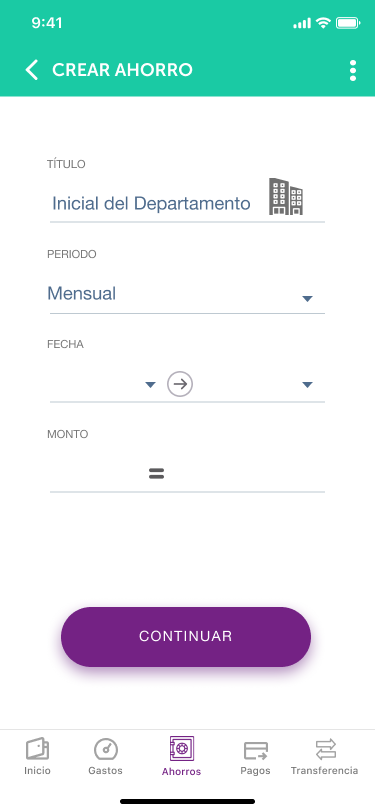 9:41
CREAR AHORRO
TÍTULO
Inicial del Departamento
PERIODO
Mensual
FECHA
MONTO
=
CONTINUAR
Inicio Gastos Ahorros Pagos Transferencia